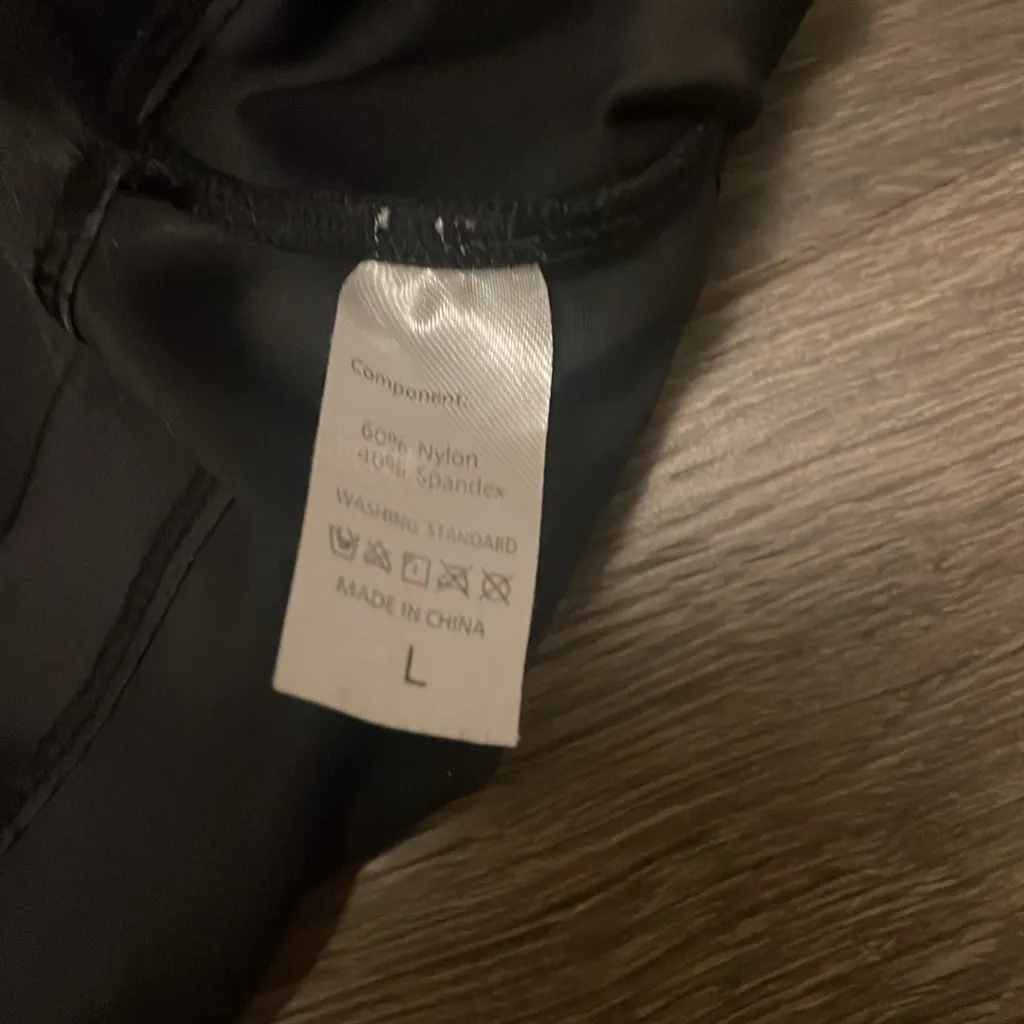 Component:
60% Nylon
40% Spandex
WASHING STANDARD
MADE IN CHINA
L